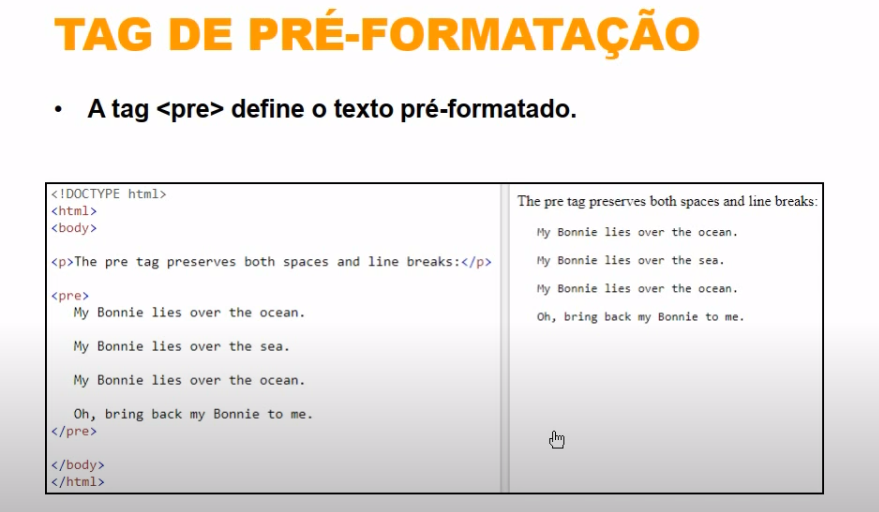 TAG DE PRÉ-FORMATAÇÃO
• A tag <pre> define o texto pré-formatado.
<!DOCTYPE html>
<html>
<body>
<p>The pre tag preserves both spaces and line breaks:</p>
<pre>
My Bonnie lies over the ocean.
My Bonnie lies over the sea.
My Bonnie lies over the ocean.
Oh, bring back my Bonnie to me.
</pre>
</body>
</html>
The pre tag preserves both spaces and line breaks:
My Bonnie lies over the ocean.
My Bonnie lies over the sea.
My Bonnie lies over the ocean.
Oh, bring back my Bonnie to me.